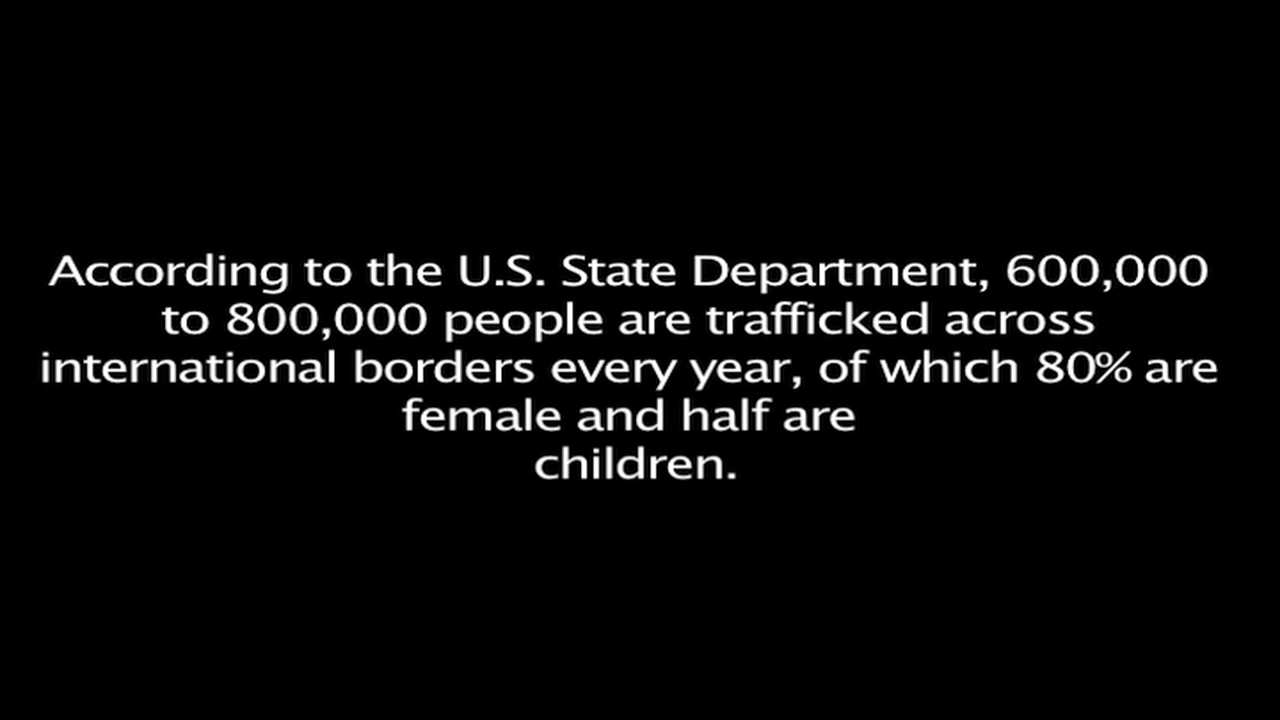 According to the U.S. State Department, 600,000
to 800,000 people are trafficked across
international borders every year, of which 80% are
female and half are
children.